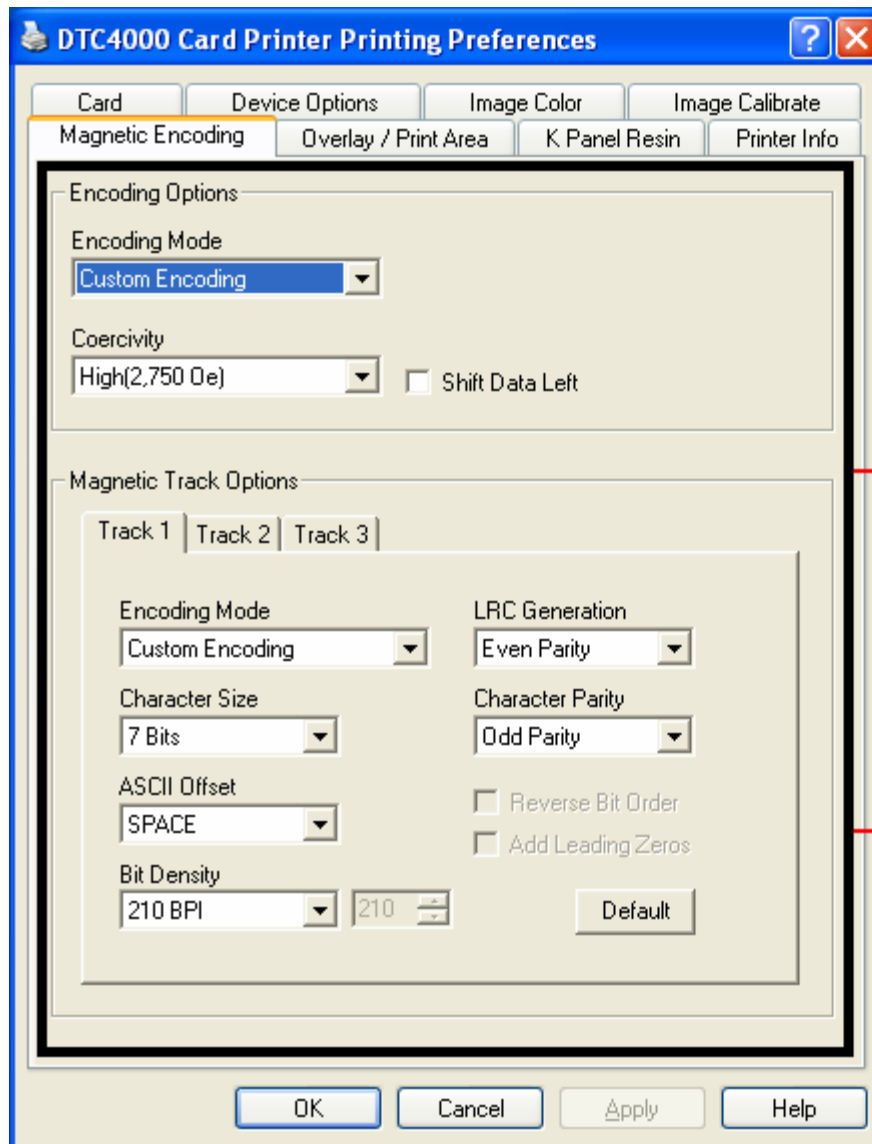 DTC4000 Card Printer Printing Preferences
Card Device Options Image Color Image Calibrate
Magnetic Encoding Overlay / Print Area K Panel Resin Printer Info
Encoding Options
Encoding Mode
Custom Encoding
Coercivity
High(2,750 Oe) Shift Data Left
Magnetic Track Options
Track 1 Track 2 Track 3
Encoding Mode LRC Generation
Custom Encoding Even Parity
Character Size Character Parity
7 Bits Odd Parity
ASCII Offset
SPACE Reverse Bit Order
Add Leading Zeros
Bit Density
210 BPI 210 Default
OK Cancel Apply Help